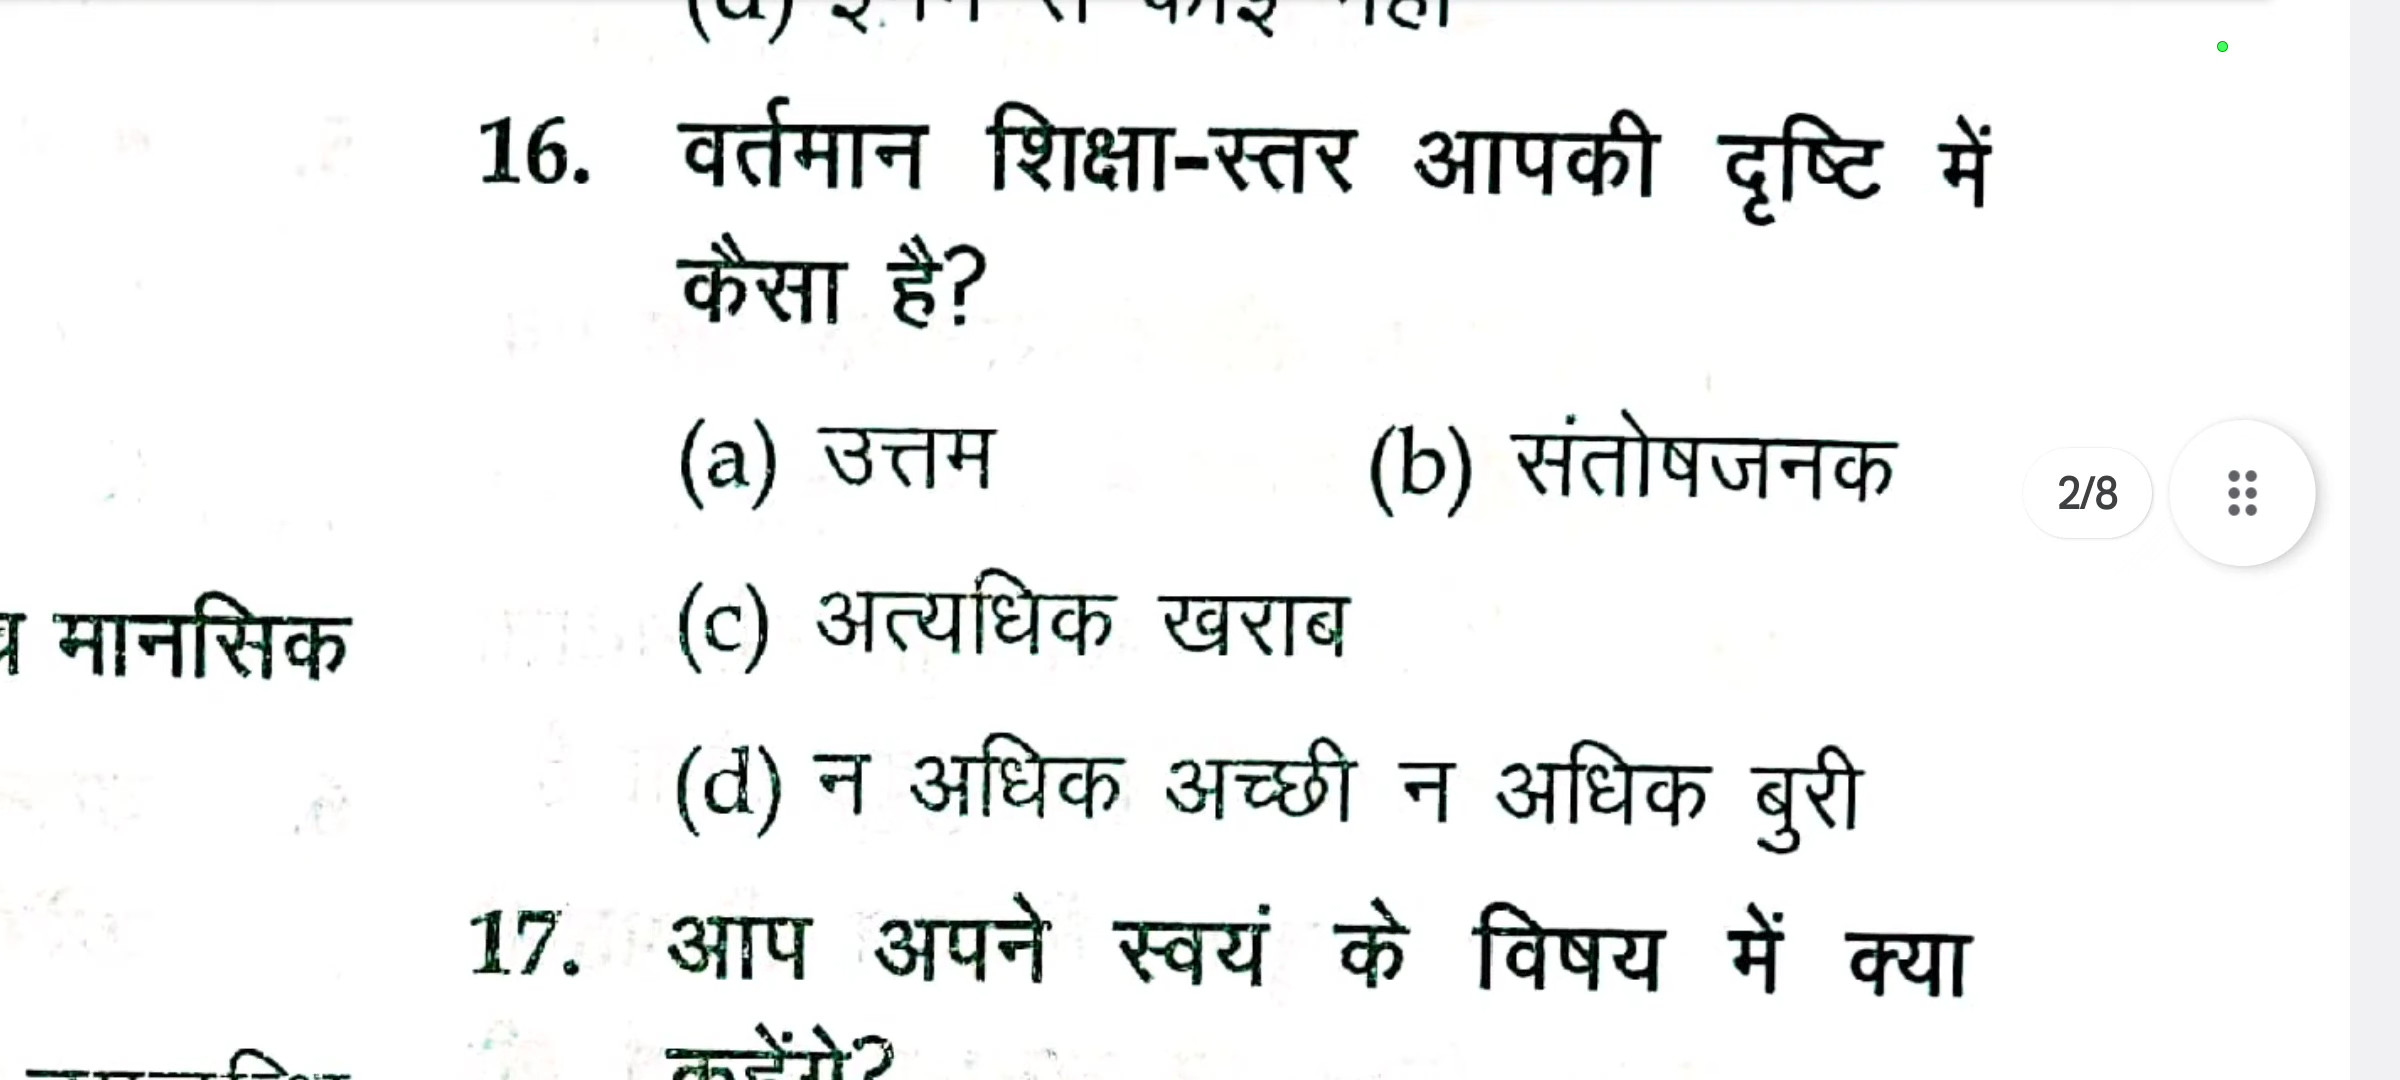 16. वर्तमान शिक्षा-स्तर आपकी दृष्टि में
कैसा है?
(a) उत्तम (b) संतोषजनक
2/8
(c) अत्यधिक खराब
मानसिक
(d) न अधिक अच्छी न अधिक बुरी
17. आप अपने स्वयं के विषय में क्या
कहेंगे?